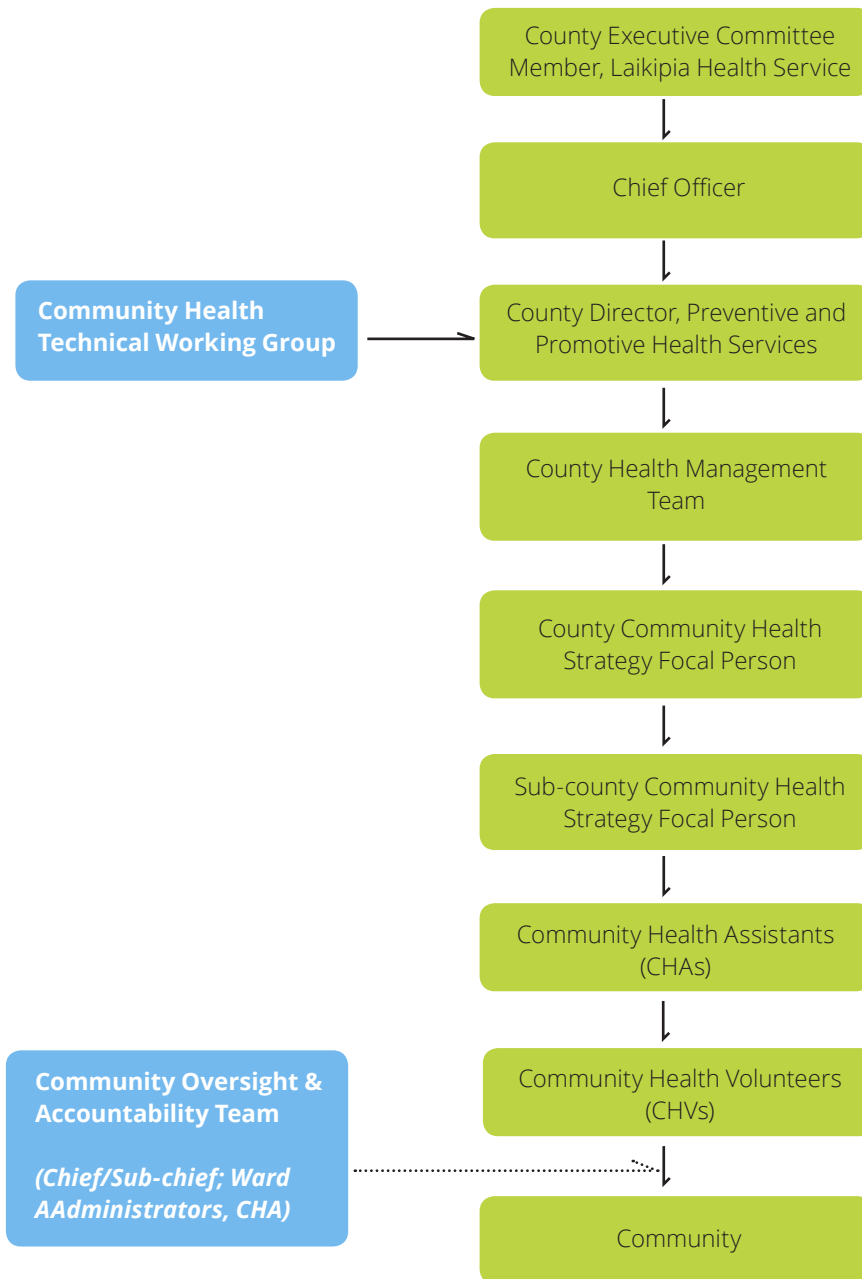 County Executive Committee
Member, Laikipia Health Service
Chief Officer
Community Health
Technical Working Group
County Director, Preventive and
Promotive Health Services
County Health Management
Team
County Community Health
Strategy Focal Person
Sub-county Community Health
Strategy Focal Person
Community Health Assistants
(CHAs)
Community Health Volunteers
(CHVs)
Community Oversight &
Accountability Team
(Chief/Sub-chief; Ward
AAdministrators, CHA)
Community